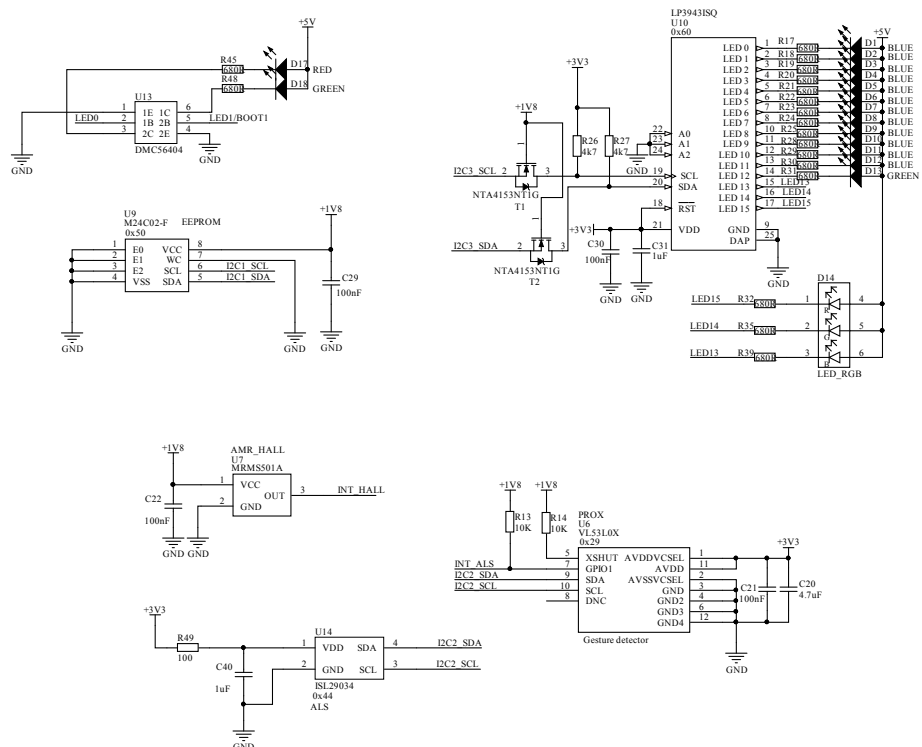 +5V
R45
680R
D17
RED
R48
680R
D18
GREEN
U13
1 1E 1C 6
LED0 2 1B 2B 5 LED1/BOOT1
3 2C 2E 4
DMC56404
GND
GND
U9
M24C02-F EEPROM
0x50
+1V8
1 E0 VCC 8
2 E1 WC 7
3 E2 SCL 6 I2C1_SCL
4 VSS SDA 5 I2C1_SDA
C29
100nF
GND
GND
GND
LP3943ISQ
U10
0x60
+5V
LED 0 1 R17 680R D1 BLUE
LED 1 2 R18 680R D2 BLUE
LED 2 3 R19 680R D3 BLUE
LED 3 4 R20 680R D4 BLUE
LED 4 5 R21 680R D5 BLUE
LED 5 6 R22 680R D6 BLUE
LED 6 7 R23 680R D7 BLUE
LED 7 8 R24 680R D8 BLUE
LED 8 10 R25 680R D9 BLUE
LED 9 11 R28 680R D10 BLUE
LED 10 12 R29 680R D11 BLUE
LED 11 13 R30 680R D12 BLUE
LED 12 14 R31 680R D13 GREEN
LED 13 15 LED13
LED 14 16 LED14
LED 15 17 LED15
22 A0
23 A1
24 A2
GND
19 SCL
20 SDA
18 RST
21 VDD
GND 9
DAP 25
GND
+3V3
+1V8
R26
4k7
R27
4k7
I2C3_SCL 2 1 3
NTA4153NT1G
T1
I2C3_SDA 2 1 3
NTA4153NT1G
T2
+3V3
C30
100nF
C31
1uF
GND
GND
D14
LED15 R32 680R 1 R 4
LED14 R35 680R 2 G 5
LED13 R39 680R 3 B 6
LED_RGB
AMR_HALL
U7
MRMS501A
+1V8
1 VCC
2 GND
OUT 3 INT_HALL
C22
100nF
GND
GND
+1V8
+1V8
R13
10K
R14
10K
PROX
U6
VL53L0X
0x29
5 XSHUT AVDDVCSEL 1
INT_ALS 7 GPIO1 AVDD 11
I2C2_SDA 9 SDA AVSSVCSEL 2
I2C2_SCL 10 SCL GND 3
8 DNC GND2 4
GND3 6
GND4 12
Gesture detector
+3V3
C21
100nF
C20
4.7uF
GND
+3V3
R49
100
U14
1 VDD SDA 4 I2C2_SDA
2 GND SCL 3 I2C2_SCL
C40
1uF
ISL29034
0x44
ALS
GND